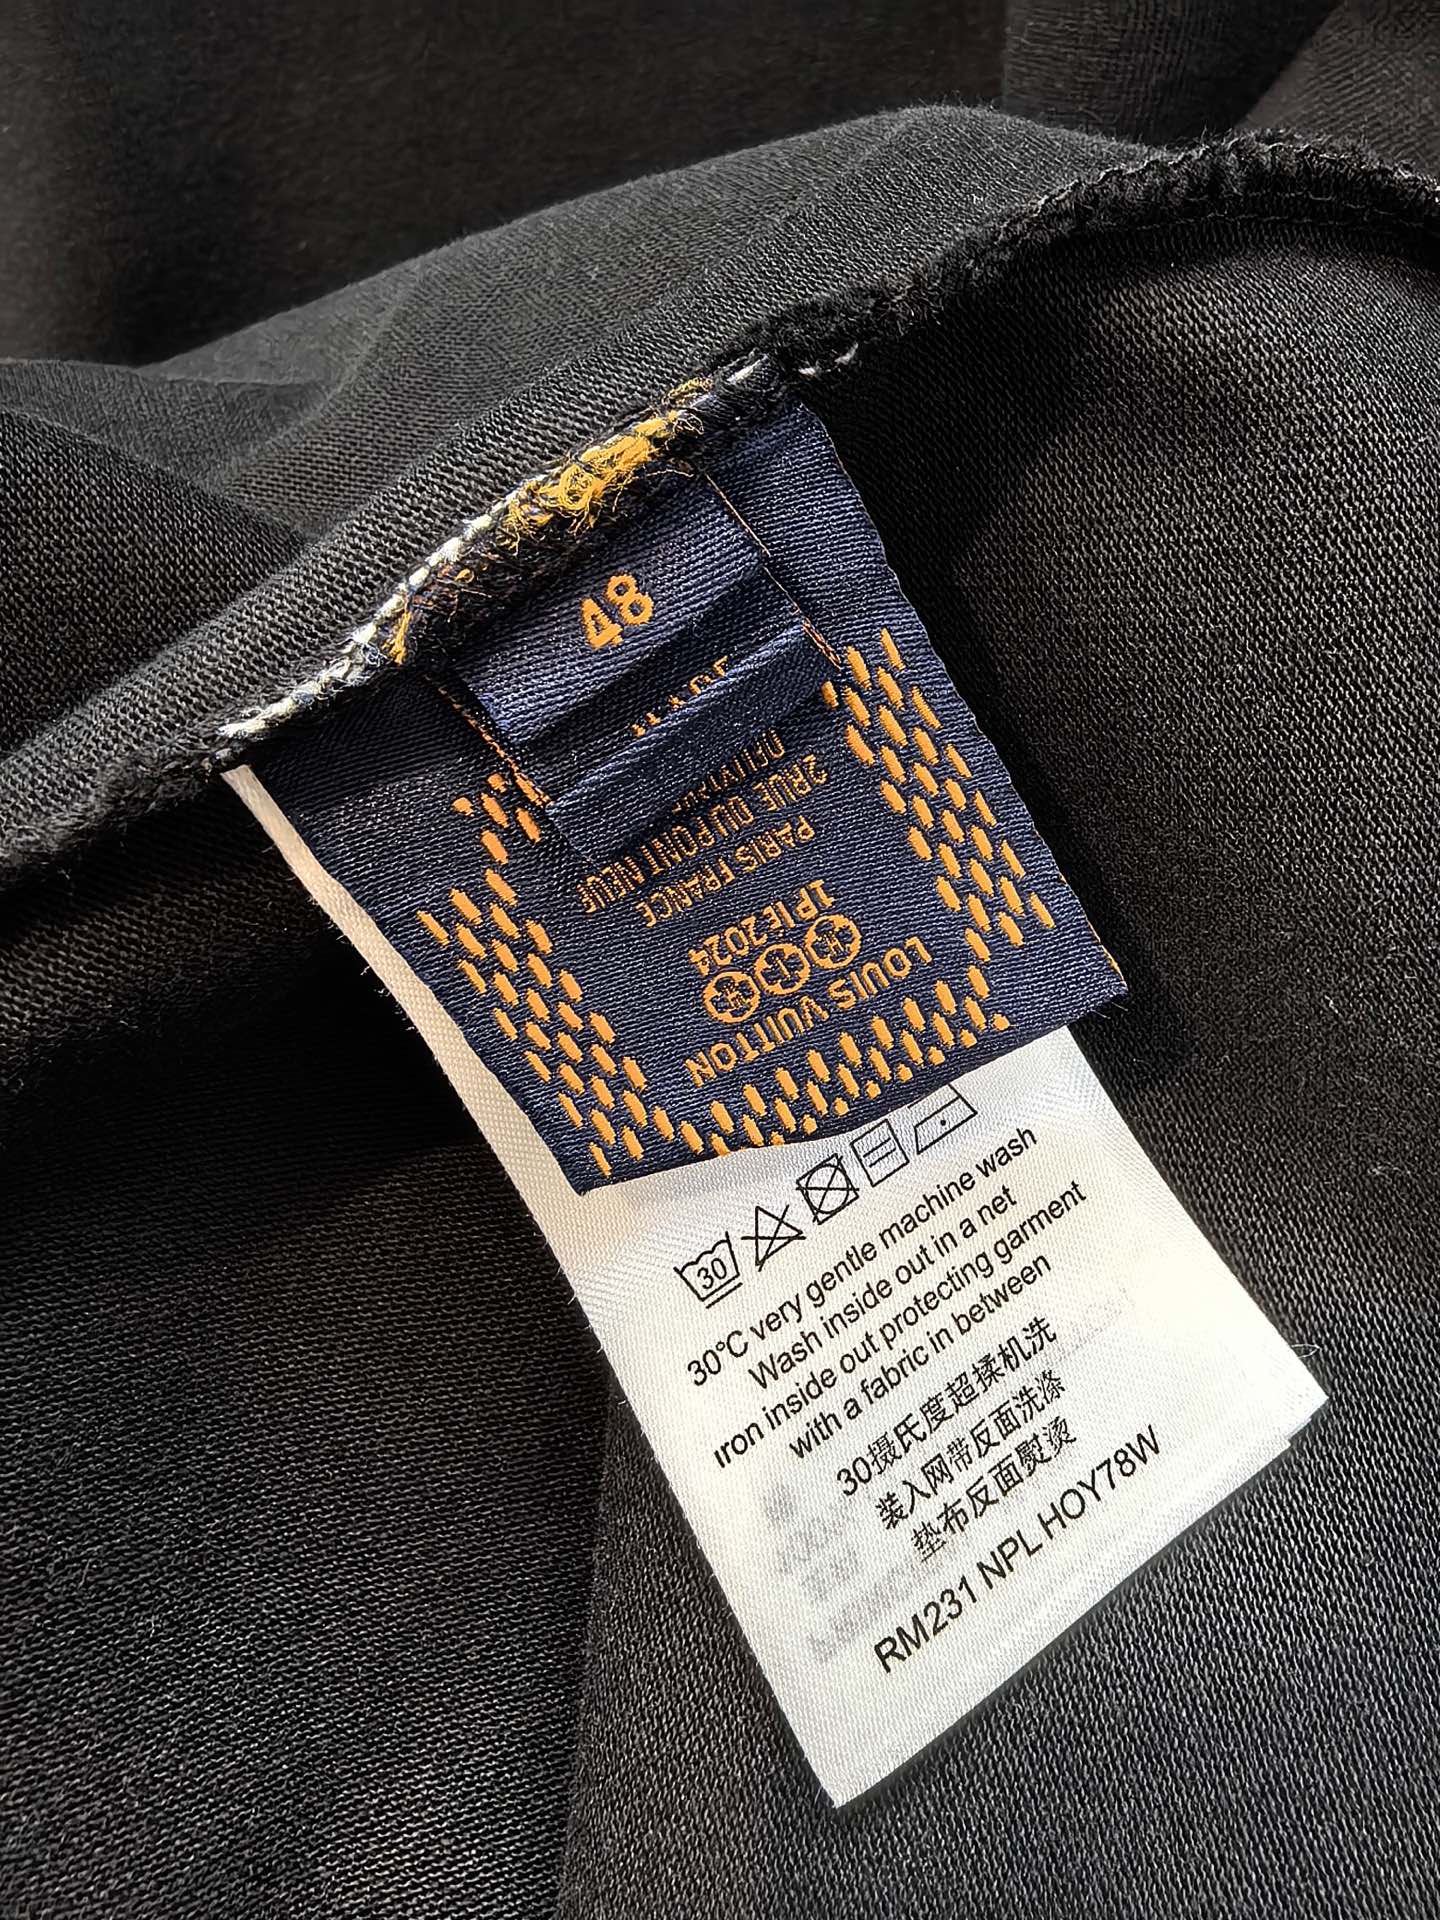 48
LOUIS VUITTON
1PIE2024
PARIS FRANCE
2RUE DU PONT NEUF
30
30°C very gentle machine wash
Wash inside out in a net
Iron inside out protecting garment
with a fabric in between
30摄氏度超揉机洗
装入网带反面洗涤
垫布反面熨烫
RM231 NPL HOY78W